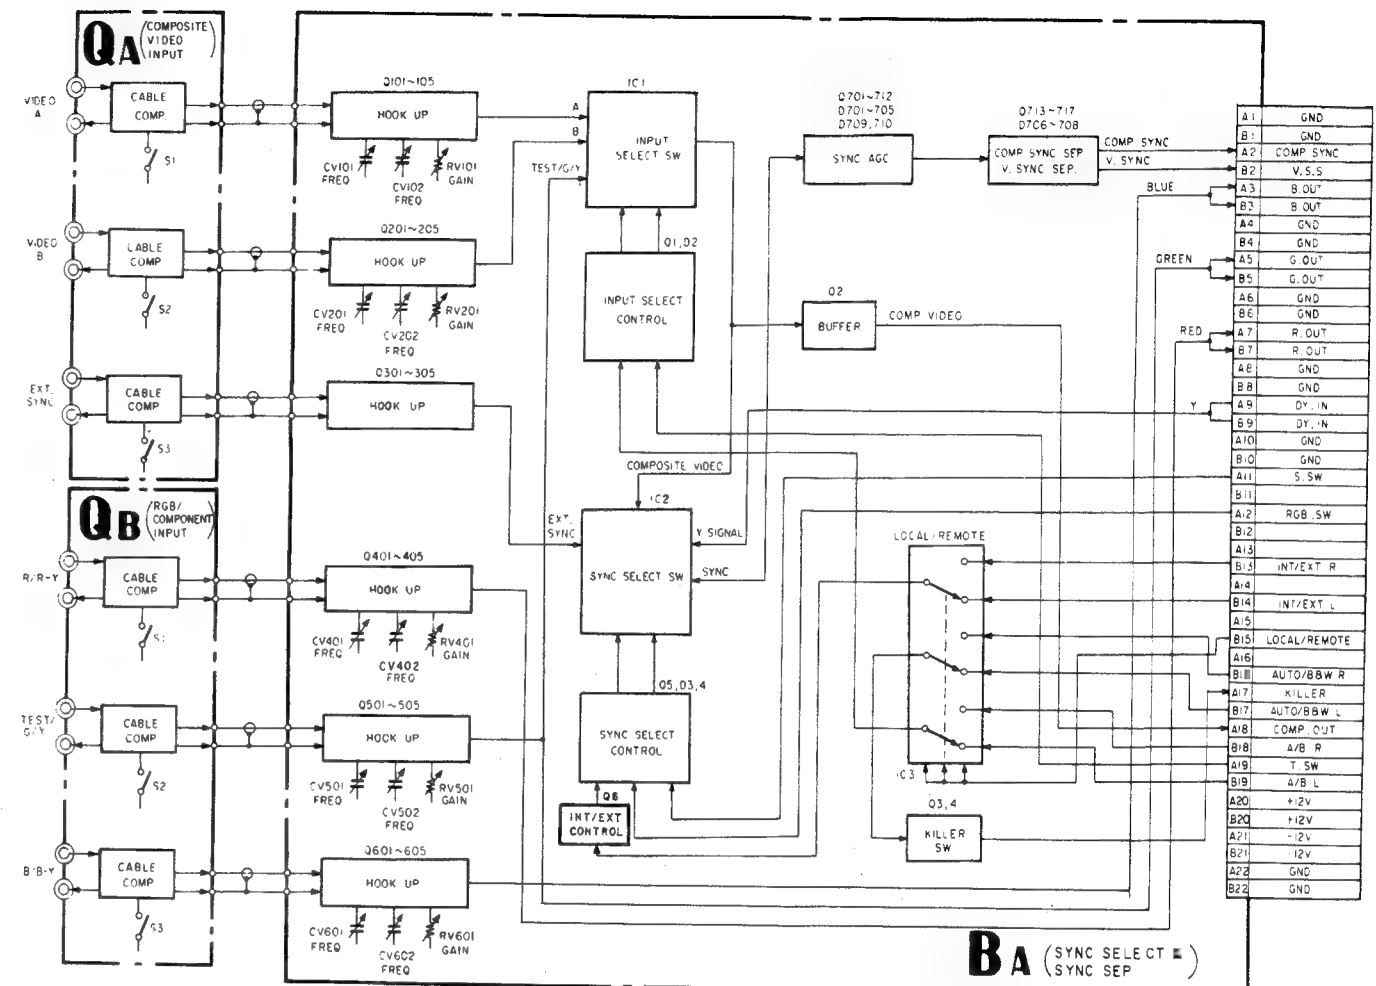 QA (COMPOSITE
VIDEO
INPUT)
VIDEO
A
CABLE
COMP.
S1
VIDEO
B
CABLE
COMP
S2
EXT.
SYNC
CABLE
COMP
S3
QB (RGB/
COMPONENT
INPUT)
R/R-Y
CABLE
COMP
S1
TEST/
G/Y
CABLE
COMP
S2
B/B-Y
CABLE
COMP
S3
Q101~105
HOOK UP
CV101
FREQ
CV102
FREQ
RV101
GAIN
Q201~205
HOOK UP
CV201
FREQ
CV202
FREQ
RV201
GAIN
Q301~305
HOOK UP
Q401~405
HOOK UP
CV401
FREQ
CV402
FREQ
RV401
GAIN
Q501~505
HOOK UP
CV501
FREQ
CV502
FREQ
RV501
GAIN
Q601~605
HOOK UP
CV601
FREQ
CV602
FREQ
RV601
GAIN
A
B
TEST/G/Y
IC1
INPUT
SELECT SW
Q1,D2
INPUT SELECT
CONTROL
COMPOSITE VIDEO
IC2
EXT.
SYNC
SYNC SELECT SW
Y SIGNAL
SYNC
Q5,D3,4
SYNC SELECT
CONTROL
Q6
INT/EXT
CONTROL
Q701~712
D701~705
D709,710
SYNC AGC
Q713~717
D706~708
COMP SYNC SEP
V. SYNC SEP.
COMP SYNC
V. SYNC
Q2
BUFFER
COMP VIDEO
BLUE
GREEN
RED
Y
LOCAL/REMOTE
IC3
Q3,4
KILLER
SW
A1 GND
B1 GND
A2 COMP SYNC
B2 V.S.S
A3 B.OUT
B3 B.OUT
A4 GND
B4 GND
A5 G.OUT
B5 G.OUT
A6 GND
B6 GND
A7 R.OUT
B7 R.OUT
A8 GND
B8 GND
A9 DY.IN
B9 DY.IN
A10 GND
B10 GND
A11 S.SW
B11
A12 RGB.SW
B12
A13
B13 INT/EXT R
A14
B14 INT/EXT L
A15
B15 LOCAL/REMOTE
A16
AUTO/B&W R
A17 KILLER
B17 AUTO/B&W L
A18 COMP.OUT
B18 A/B R
A19 T.SW
B19 A/B L
A20 +12V
B20 +12V
A21 -12V
B21 -12V
A22 GND
B22 GND
BA (SYNC SELECT
SYNC SEP)